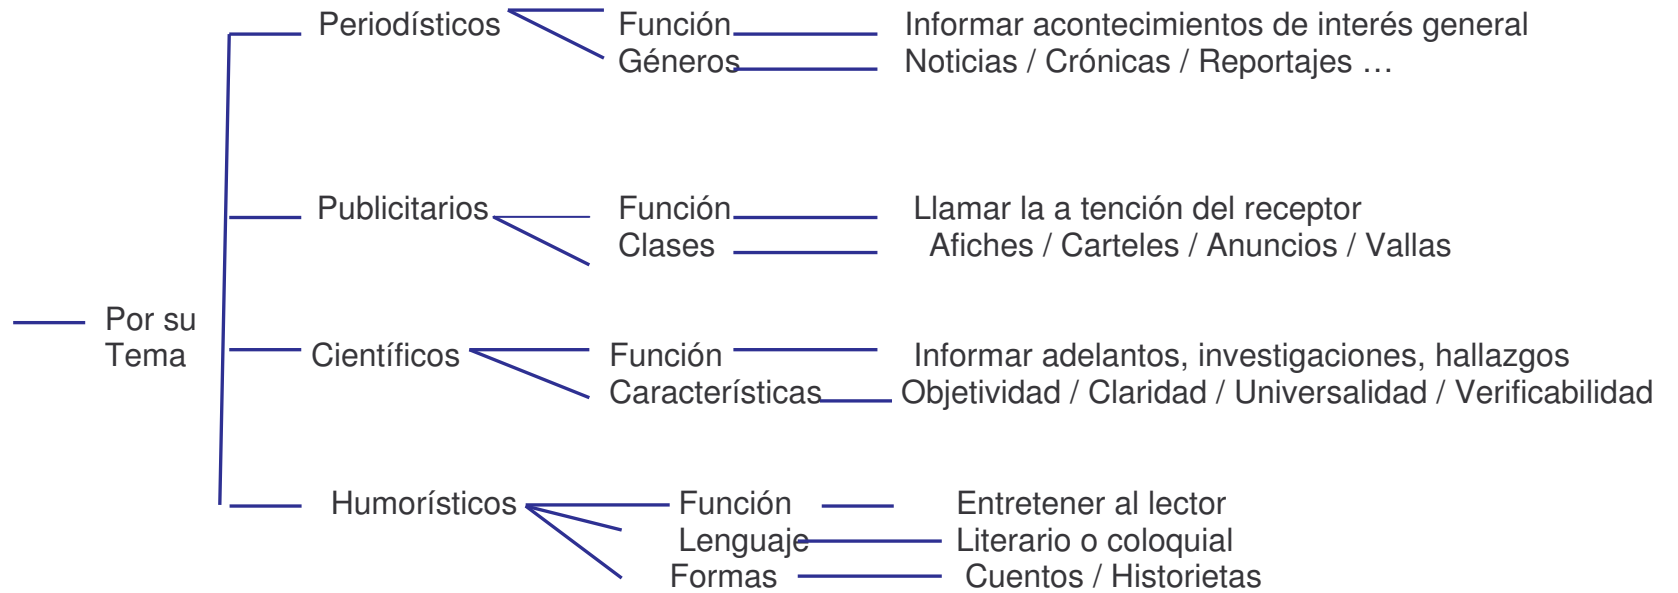 Periodísticos Función Informar acontecimientos de interés general
Géneros Noticias / Crónicas / Reportajes …
Publicitarios Función Llamar la a tención del receptor
Clases Afiches / Carteles / Anuncios / Vallas
Por su
Tema
Científicos Función Informar adelantos, investigaciones, hallazgos
Características Objetividad / Claridad / Universalidad / Verificabilidad
Humorísticos Función Entretener al lector
Lenguaje Literario o coloquial
Formas Cuentos / Historietas